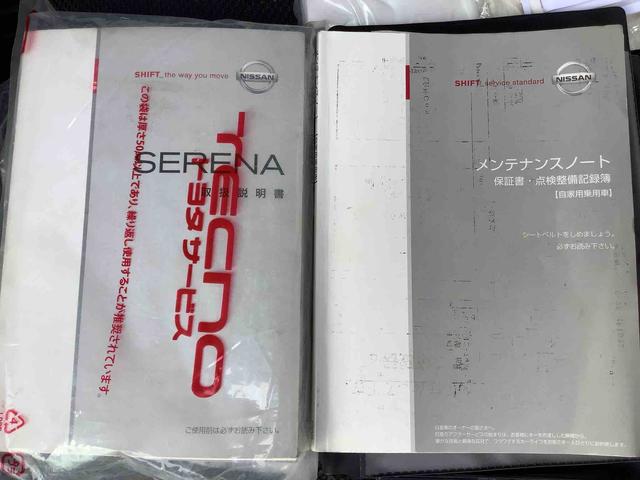 SHIFT_the way you move
NISSAN
SERENA
取扱説明書
TECNO
トヨタサービス
この袋は厚さ50μ以上であり、繰り返し使用することが推奨されています。
ご使用前は必ずお読み下さい。
SHIFT_service standard
NISSAN
メンテナンスノート
保証書・点検整備記録簿
【自家用乗用車】
シートベルトをしめましょう。
必ずお読み下さい。